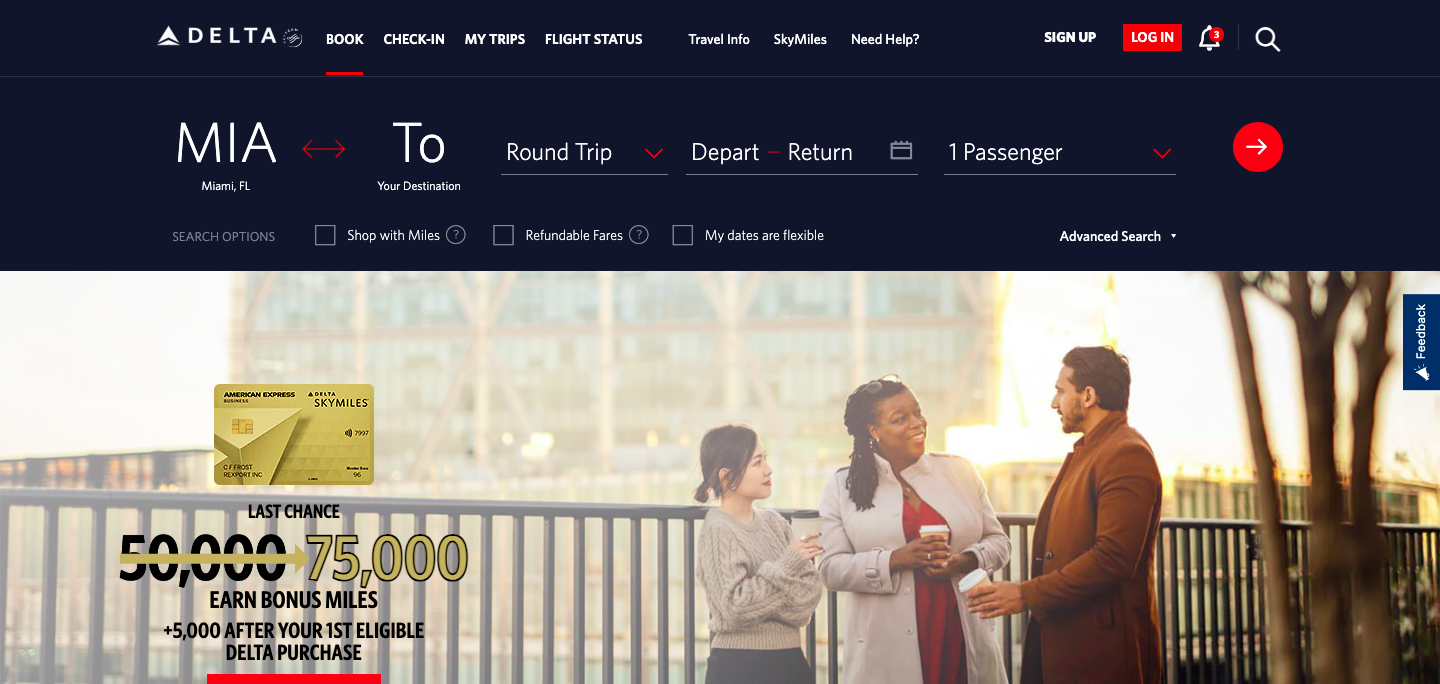 DELTA
BOOK CHECK-IN MY TRIPS FLIGHT STATUS Travel Info SkyMiles Need Help? SIGN UP LOG IN 3
MIA To Round Trip Depart — Return 1 Passenger
Miami, FL Your Destination
SEARCH OPTIONS Shop with Miles ? Refundable Fares ? My dates are flexible Advanced Search
Feedback
AMERICAN EXPRESS DELTA
BUSINESS SKYMILES
7997
C F FROST
REXPORT INC 96
LAST CHANCE
50,000 75,000
EARN BONUS MILES
+5,000 AFTER YOUR 1ST ELIGIBLE
DELTA PURCHASE